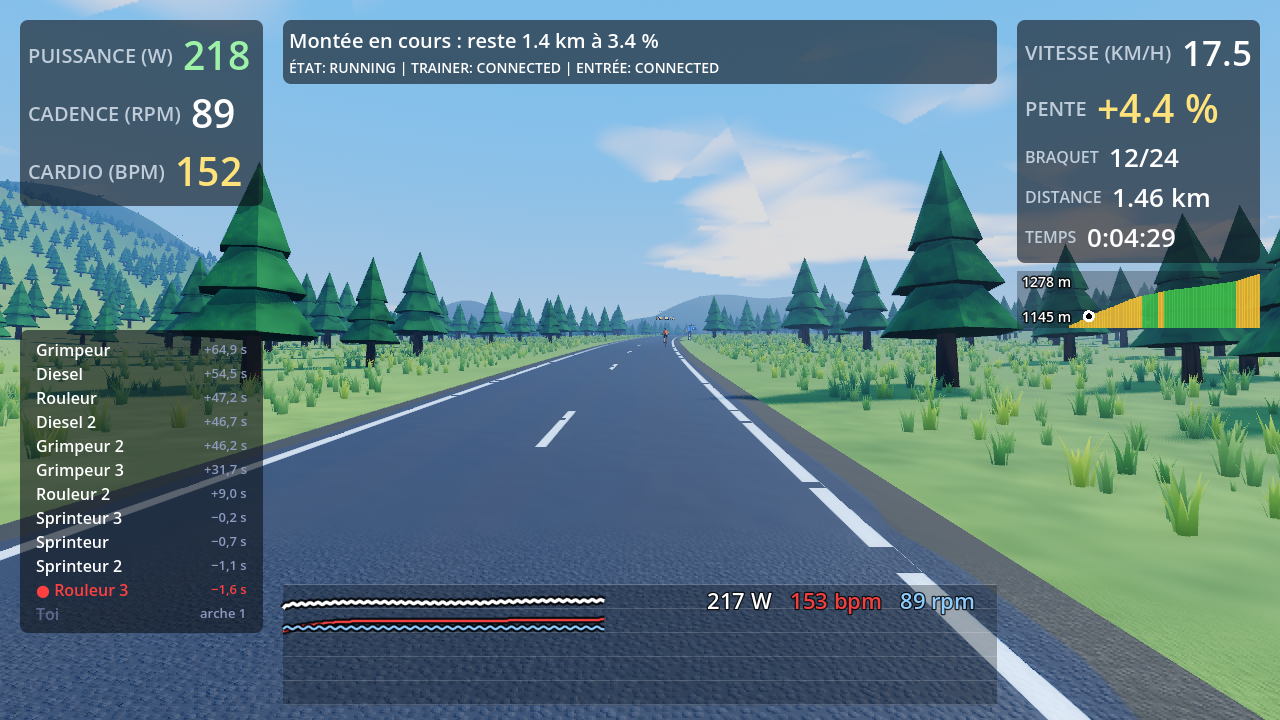 PUISSANCE (W) 218
CADENCE (RPM) 89
CARDIO (BPM) 152
Montée en cours : reste 1.4 km à 3.4 %
ÉTAT: RUNNING | TRAINER: CONNECTED | ENTRÉE: CONNECTED
VITESSE (KM/H) 17.5
PENTE +4.4 %
BRAQUET 12/24
DISTANCE 1.46 km
TEMPS 0:04:29
1278 m
1145 m
Grimpeur +64,9 s
Diesel +54,5 s
Rouleur +47,2 s
Diesel 2 +46,7 s
Grimpeur 2 +46,2 s
Grimpeur 3 +31,7 s
Rouleur 2 +9,0 s
Sprinteur 3 −0,2 s
Sprinteur −0,7 s
Sprinteur 2 −1,1 s
Rouleur 3 −1,6 s
Toi arche 1
217 W 153 bpm 89 rpm